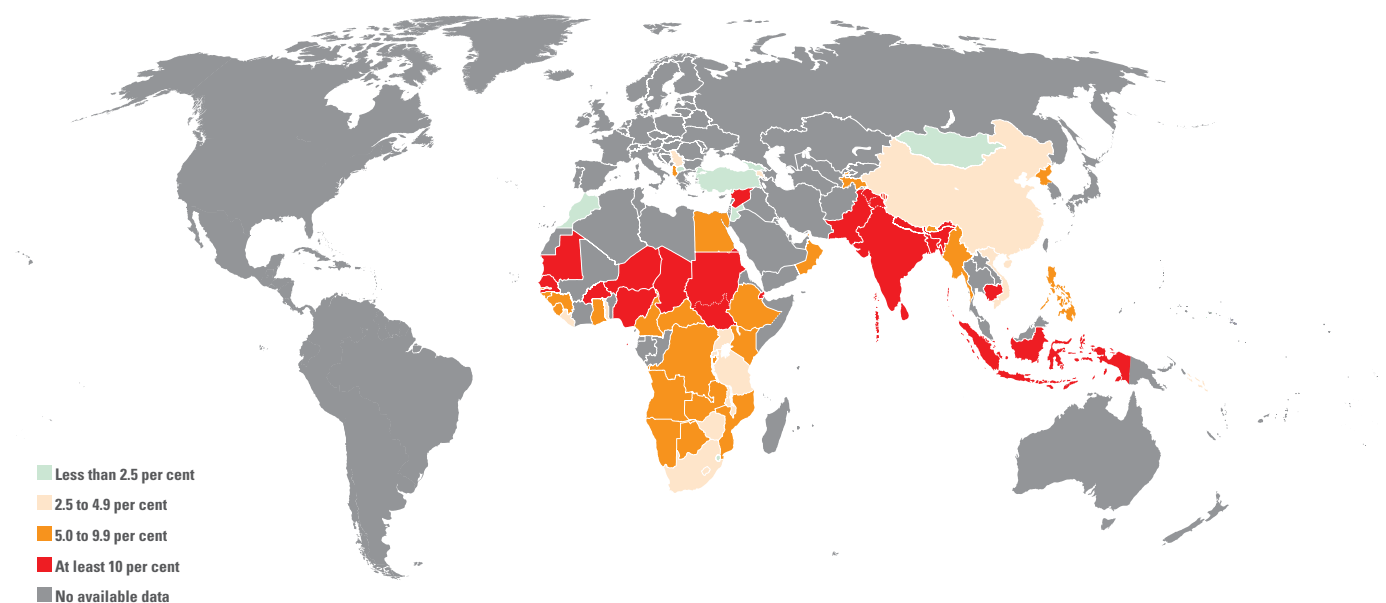 Less than 2.5 per cent
2.5 to 4.9 per cent
5.0 to 9.9 per cent
At least 10 per cent
No available data